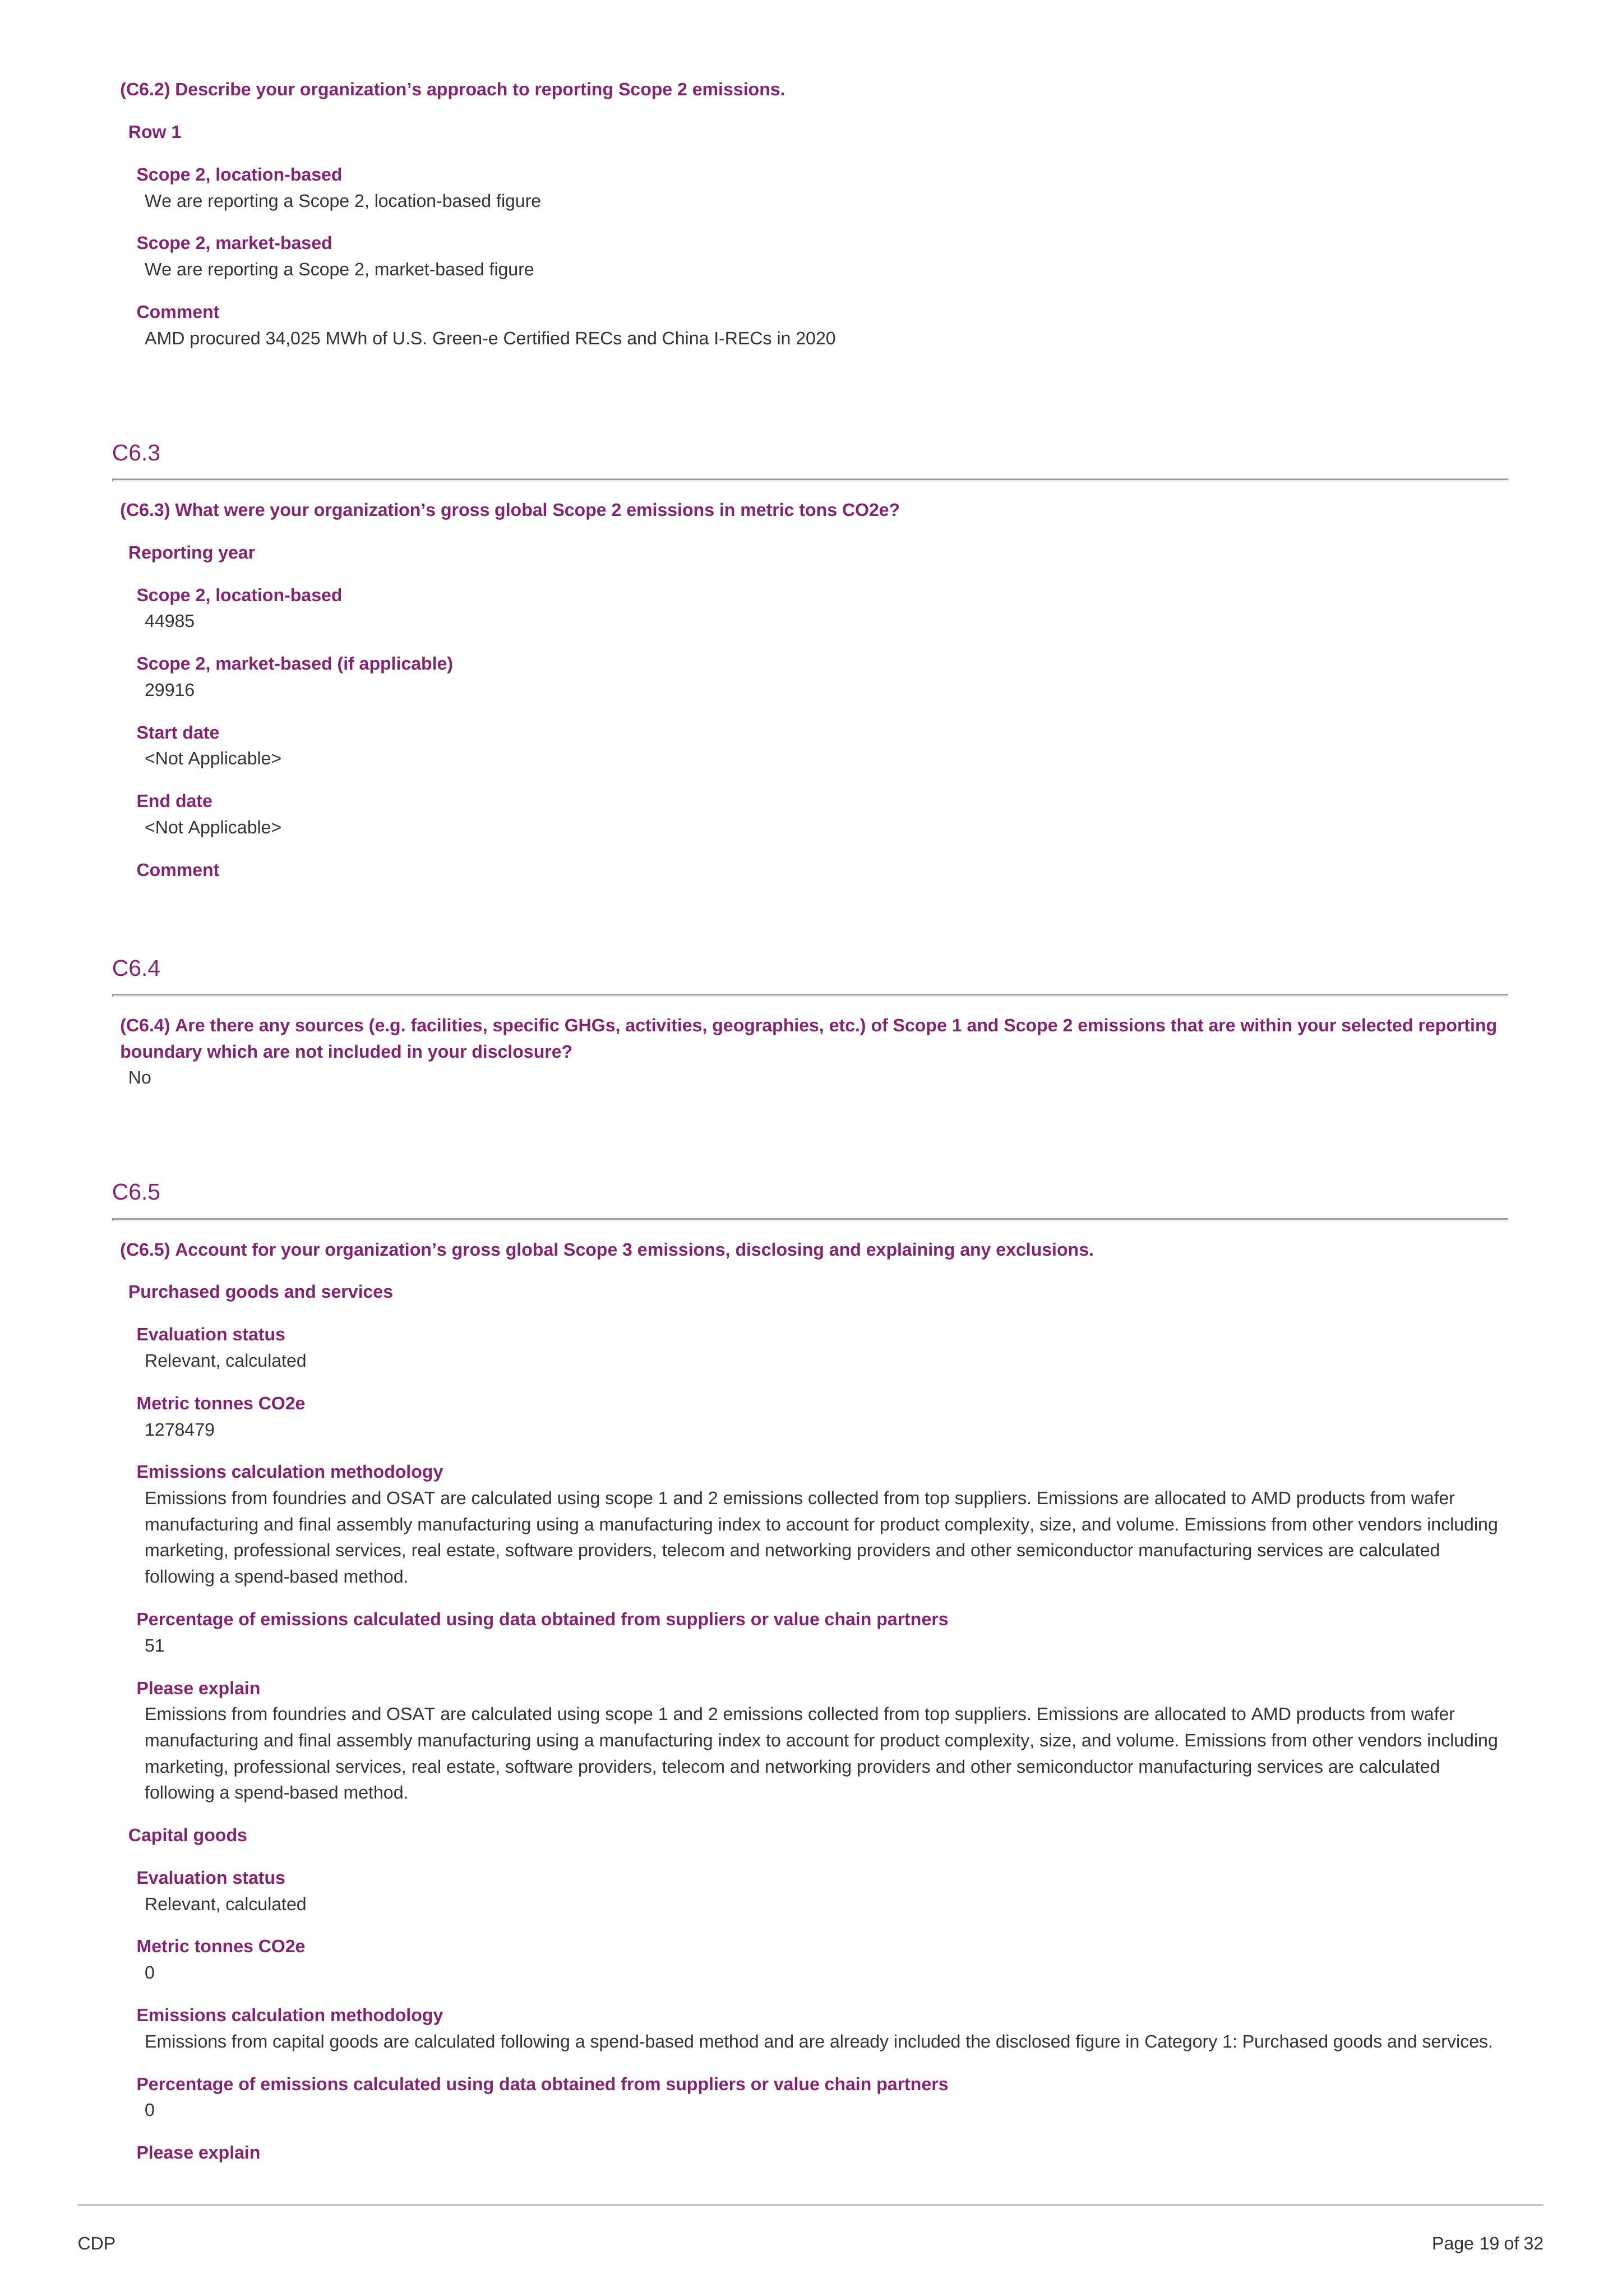 (C6.2) Describe your organization’s approach to reporting Scope 2 emissions.
Row 1
Scope 2, location-based
We are reporting a Scope 2, location-based figure
Scope 2, market-based
We are reporting a Scope 2, market-based figure
Comment
AMD procured 34,025 MWh of U.S. Green-e Certified RECs and China I-RECs in 2020
C6.3
(C6.3) What were your organization’s gross global Scope 2 emissions in metric tons CO2e?
Reporting year
Scope 2, location-based
44985
Scope 2, market-based (if applicable)
29916
Start date
<Not Applicable>
End date
<Not Applicable>
Comment
C6.4
(C6.4) Are there any sources (e.g. facilities, specific GHGs, activities, geographies, etc.) of Scope 1 and Scope 2 emissions that are within your selected reporting
boundary which are not included in your disclosure?
No
C6.5
(C6.5) Account for your organization’s gross global Scope 3 emissions, disclosing and explaining any exclusions.
Purchased goods and services
Evaluation status
Relevant, calculated
Metric tonnes CO2e
1278479
Emissions calculation methodology
Emissions from foundries and OSAT are calculated using scope 1 and 2 emissions collected from top suppliers. Emissions are allocated to AMD products from wafer
manufacturing and final assembly manufacturing using a manufacturing index to account for product complexity, size, and volume. Emissions from other vendors including
marketing, professional services, real estate, software providers, telecom and networking providers and other semiconductor manufacturing services are calculated
following a spend-based method.
Percentage of emissions calculated using data obtained from suppliers or value chain partners
51
Please explain
Emissions from foundries and OSAT are calculated using scope 1 and 2 emissions collected from top suppliers. Emissions are allocated to AMD products from wafer
manufacturing and final assembly manufacturing using a manufacturing index to account for product complexity, size, and volume. Emissions from other vendors including
marketing, professional services, real estate, software providers, telecom and networking providers and other semiconductor manufacturing services are calculated
following a spend-based method.
Capital goods
Evaluation status
Relevant, calculated
Metric tonnes CO2e
0
Emissions calculation methodology
Emissions from capital goods are calculated following a spend-based method and are already included the disclosed figure in Category 1: Purchased goods and services.
Percentage of emissions calculated using data obtained from suppliers or value chain partners
0
Please explain
CDP
Page 19 of 32